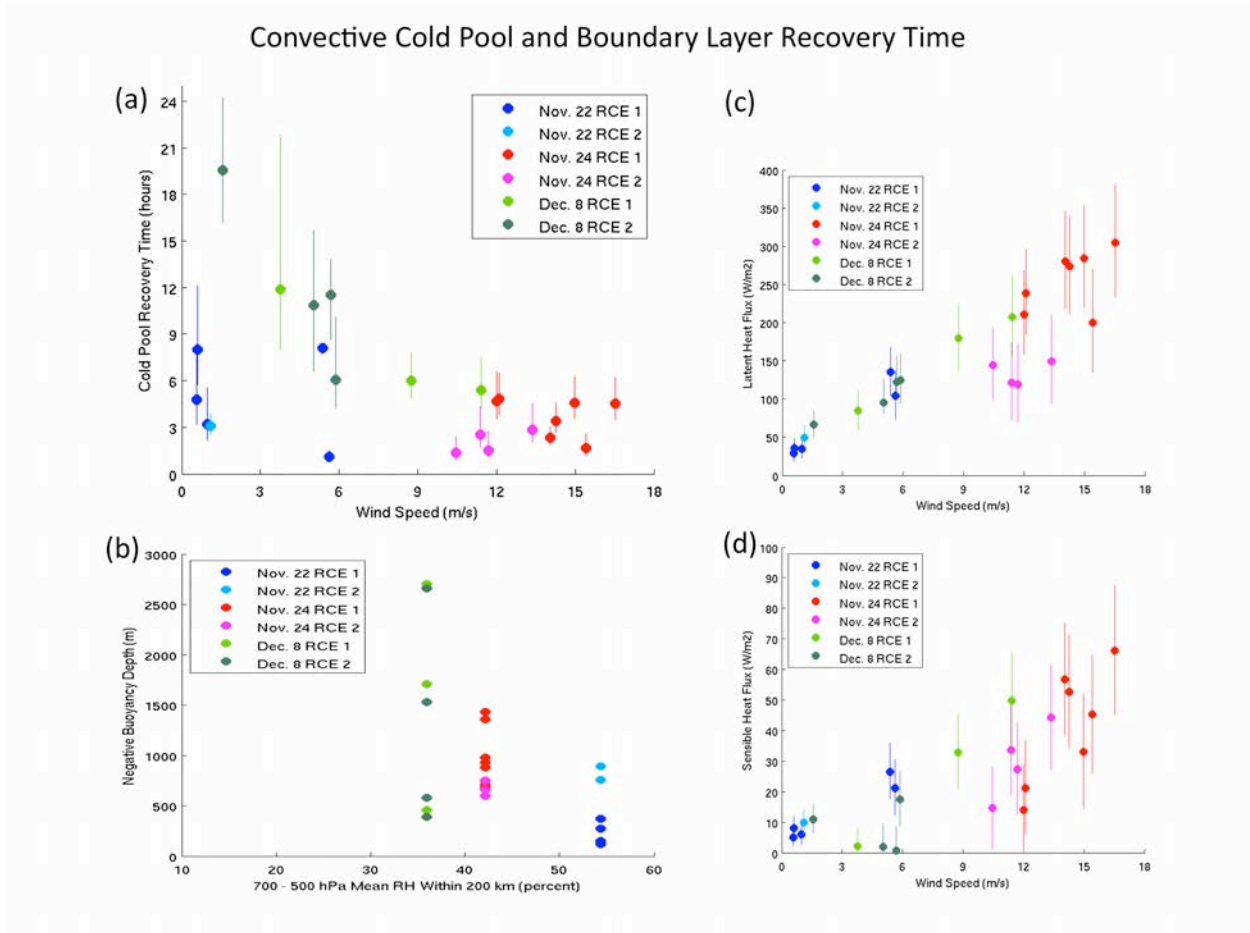 Convective Cold Pool and Boundary Layer Recovery Time
(a)
24
21
18
15
12
9
6
3
0
Cold Pool Recovery Time (hours)
Nov. 22 RCE 1
Nov. 22 RCE 2
Nov. 24 RCE 1
Nov. 24 RCE 2
Dec. 8 RCE 1
Dec. 8 RCE 2
0 3 6 9 12 15 18
Wind Speed (m/s)
(b)
3000
2500
2000
1500
1000
500
0
Negative Buoyancy Depth (m)
Nov. 22 RCE 1
Nov. 22 RCE 2
Nov. 24 RCE 1
Nov. 24 RCE 2
Dec. 8 RCE 1
Dec. 8 RCE 2
10 20 30 40 50 60
700 - 500 hPa Mean RH Within 200 km (percent)
(c)
400
350
300
250
200
150
100
50
0
Latent Heat Flux (W/m2)
Nov. 22 RCE 1
Nov. 22 RCE 2
Nov. 24 RCE 1
Nov. 24 RCE 2
Dec. 8 RCE 1
Dec. 8 RCE 2
0 3 6 9 12 15 18
Wind Speed (m/s)
(d)
100
90
80
70
60
50
40
30
20
10
0
Sensible Heat Flux (W/m2)
Nov. 22 RCE 1
Nov. 22 RCE 2
Nov. 24 RCE 1
Nov. 24 RCE 2
Dec. 8 RCE 1
Dec. 8 RCE 2
0 3 6 9 12 15 18
Wind Speed (m/s)